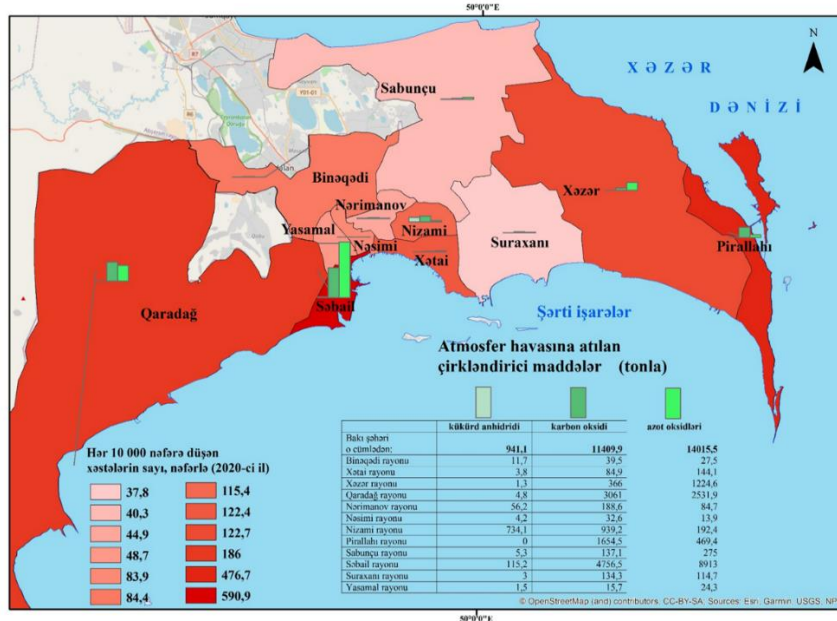 50°0'0"E
N
XƏZƏR
DƏNİZİ
Sabunçu
Binəqədi
Xəzər
Nərimanov
Yasamal
Nizami
Nəsimi
Suraxanı
Pirallahı
Xətai
Qaradağ
Səbail
Şərti işarələr
Atmosfer havasına atılan
çirkləndirici maddələr (tonla)
kükürd anhidridi karbon oksidi azot oksidləri
Bakı şəhəri
o cümlədən: 941,1 11409,9 14015,5
Binəqədi rayonu 11,7 39,5 27,5
Xətai rayonu 3,8 84,9 144,1
Xəzər rayonu 1,3 366 1224,6
Qaradağ rayonu 4,8 3061 2531,9
Nərimanov rayonu 56,2 188,6 84,7
Nəsimi rayonu 4,2 32,6 13,9
Nizami rayonu 734,1 939,2 192,4
Pirallahı rayonu 0 1654,5 469,4
Sabunçu rayonu 5,3 137,1 275
Səbail rayonu 115,2 4756,5 8913
Suraxanı rayonu 3 134,3 114,7
Yasamal rayonu 1,5 15,7 24,3
Hər 10 000 nəfərə düşən
xəstələrin sayı, nəfərlə (2020-ci il)
37,8 115,4
40,3 122,4
44,9 122,7
48,7 186
83,9 476,7
84,4 590,9
© OpenStreetMap (and) contributors, CC-BY-SA, Sources: Esri, Garmin, USGS, NP
50°0'0"E